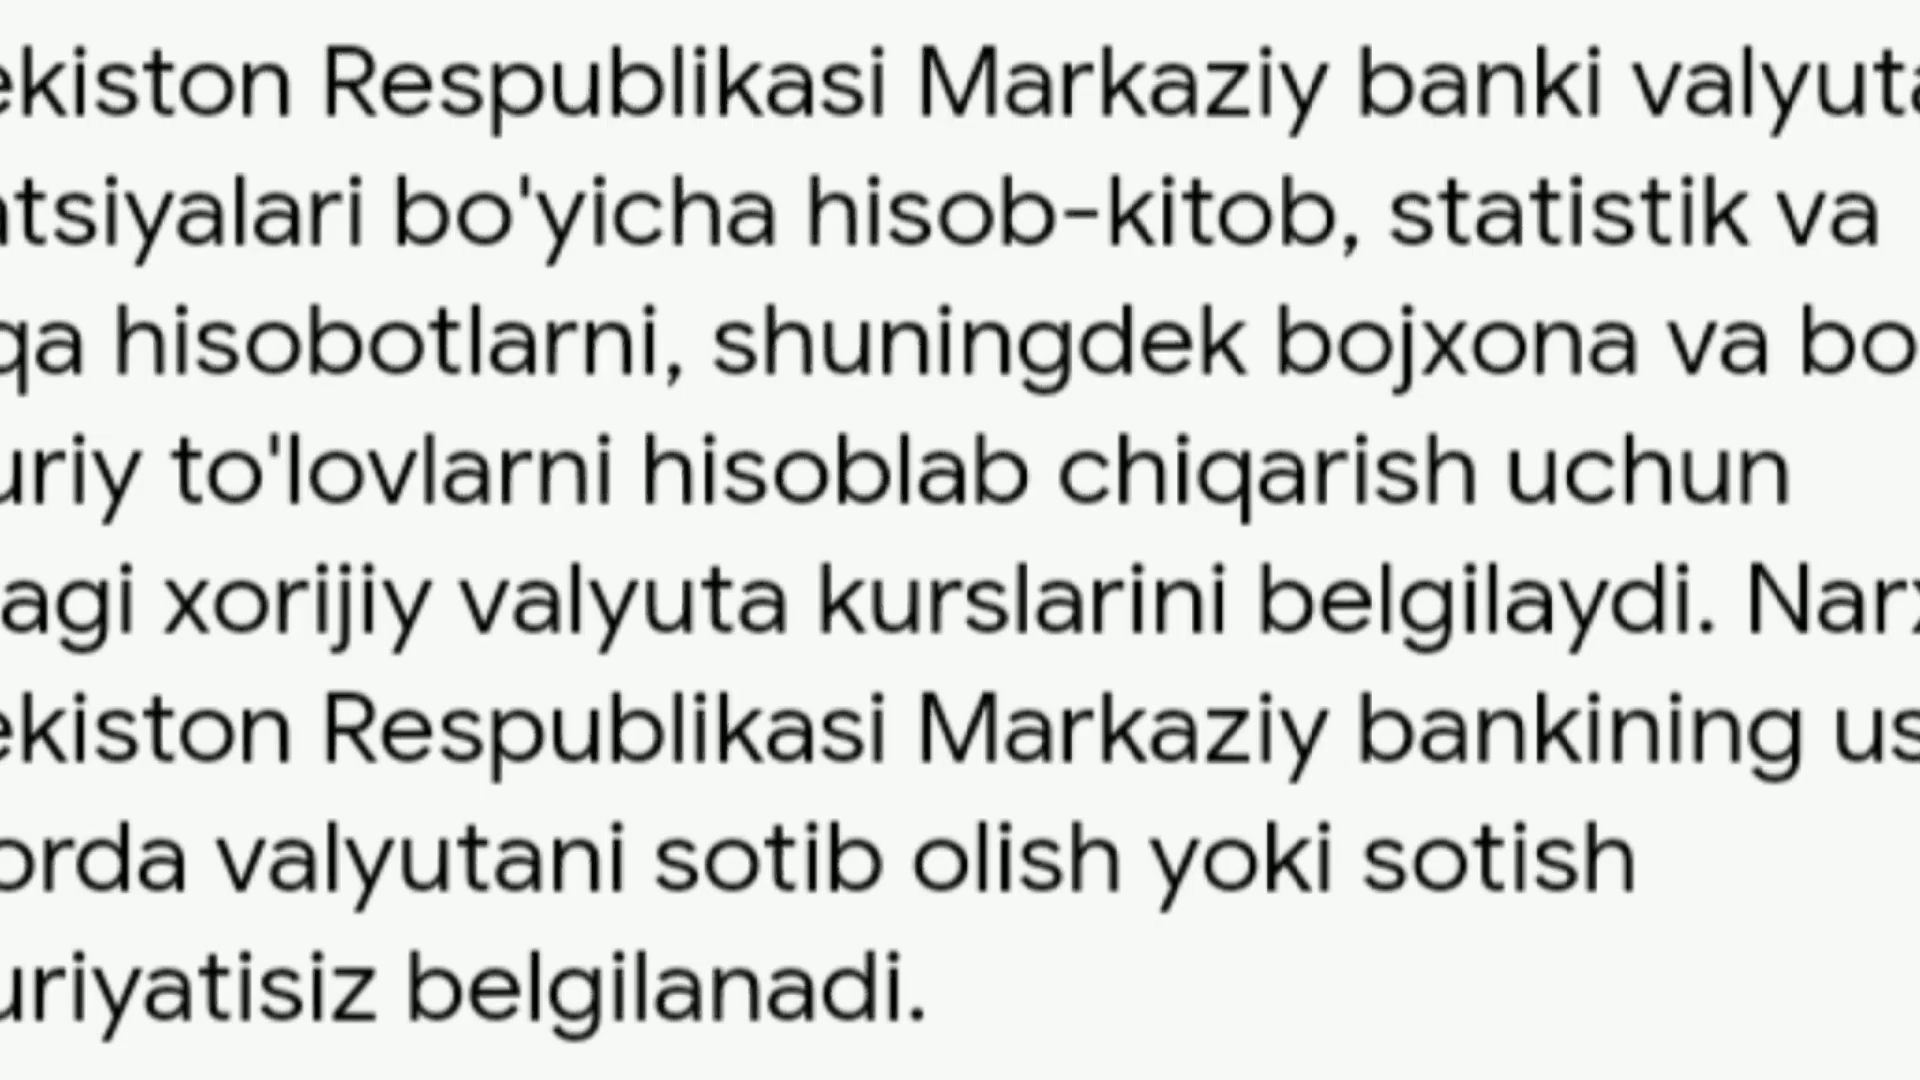 ekiston Respublikasi Markaziy banki valyuta
atsiyalari bo'yicha hisob-kitob, statistik va
qa hisobotlarni, shuningdek bojxona va bo
uriy to'lovlarni hisoblab chiqarish uchun
agi xorijiy valyuta kurslarini belgilaydi. Narx
ekiston Respublikasi Markaziy bankining us
orda valyutani sotib olish yoki sotish
uriyatisiz belgilanadi.